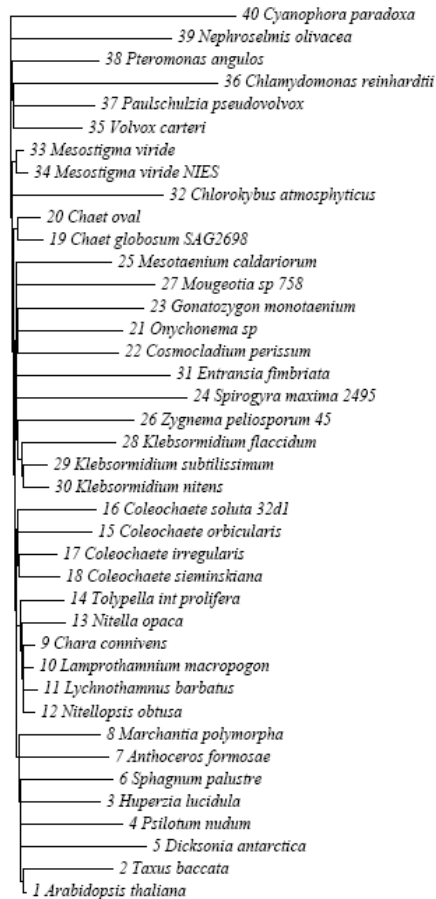 40 Cyanophora paradoxa
39 Nephroselmis olivacea
38 Pteromonas angulos
36 Chlamydomonas reinhardtii
37 Paulschulzia pseudovolvox
35 Volvox carteri
33 Mesostigma viride
34 Mesostigma viride NIES
32 Chlorokybus atmosphyticus
20 Chaet oval
19 Chaet globosum SAG2698
25 Mesotaenium caldariorum
27 Mougeotia sp 758
23 Gonatozygon monotaenium
21 Onychonema sp
22 Cosmocladium perissum
31 Entransia fimbriata
24 Spirogyra maxima 2495
26 Zygnema peliosporum 45
28 Klebsormidium flaccidum
29 Klebsormidium subtilissimum
30 Klebsormidium nitens
16 Coleochaete soluta 32d1
15 Coleochaete orbicularis
17 Coleochaete irregularis
18 Coleochaete sieminskiana
14 Tolypella int prolifera
13 Nitella opaca
9 Chara connivens
10 Lamprothamnium macropogon
11 Lychnothamnus barbatus
12 Nitellopsis obtusa
8 Marchantia polymorpha
7 Anthoceros formosae
6 Sphagnum palustre
3 Huperzia lucidula
4 Psilotum nudum
5 Dicksonia antarctica
2 Taxus baccata
1 Arabidopsis thaliana